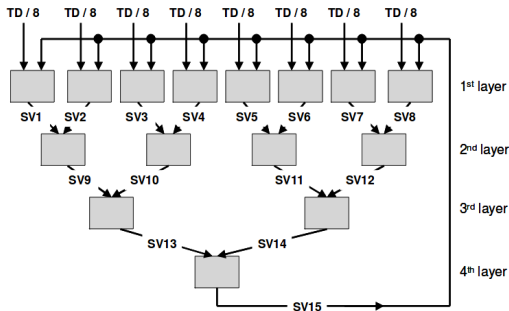 TD / 8 TD / 8 TD / 8 TD / 8 TD / 8 TD / 8 TD / 8 TD / 8
1st layer
SV1 SV2 SV3 SV4 SV5 SV6 SV7 SV8
2nd layer
SV9 SV10 SV11 SV12
3rd layer
SV13 SV14
4th layer
SV15